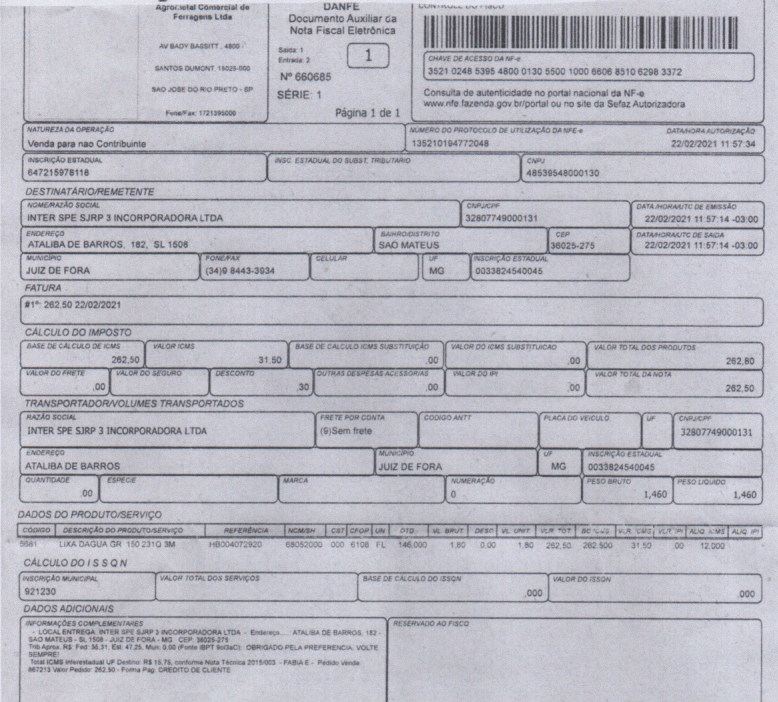 Agrometal Comercial de
Ferragens Ltda
AV BADY BASSITT , 4800 -
SANTOS DUMONT, 15025-000
SAO JOSE DO RIO PRETO - SP
Fone/Fax: 1721395000
DANFE
Documento Auxiliar da
Nota Fiscal Eletrônica
Saída: 1
Entrada: 2
1
Nº 660685
SÉRIE: 1
Página 1 de 1
CONTROLE DO FISCO
CHAVE DE ACESSO DA NF-e
3521 0248 5395 4800 0130 5500 1000 6606 8510 6298 3372
Consulta de autenticidade no portal nacional da NF-e
www.nfe.fazenda.gov.br/portal ou no site da Sefaz Autorizadora
NATUREZA DA OPERAÇÃO NÚMERO DO PROTOCOLO DE UTILIZAÇÃO DA NFE-e DATA/HORA AUTORIZAÇÃO
Venda para nao Contribuinte 135210194772048 22/02/2021 11:57:34
INSCRIÇÃO ESTADUAL INSC. ESTADUAL DO SUBST. TRIBUTÁRIO CNPJ
647215978118 48539548000130
DESTINATÁRIO/REMETENTE
NOME/RAZÃO SOCIAL CNPJ/CPF DATA/HORA/UTC DE EMISSÃO
INTER SPE SJRP 3 INCORPORADORA LTDA 32807749000131 22/02/2021 11:57:14 -03:00
ENDEREÇO BAIRRO/DISTRITO CEP DATA/HORA/UTC DE SAIDA
ATALIBA DE BARROS, 182, SL 1508 SAO MATEUS 36025-275 22/02/2021 11:57:14 -03:00
MUNICÍPIO FONE/FAX CELULAR UF INSCRIÇÃO ESTADUAL
JUIZ DE FORA (34)9 8443-3934 MG 0033824540045
FATURA
#1º: 262,50 22/02/2021
CÁLCULO DO IMPOSTO
BASE DE CÁLCULO DE ICMS VALOR ICMS BASE DE CÁLCULO ICMS SUBSTITUIÇÃO VALOR DO ICMS SUBSTITUICAO VALOR TOTAL DOS PRODUTOS
262,50 31,50 ,00 ,00 262,80
VALOR DO FRETE VALOR DO SEGURO DESCONTO OUTRAS DESPESAS ACESSORIAS VALOR DO IPI VALOR TOTAL DA NOTA
,00 ,30 ,00 ,00 262,50
TRANSPORTADOR/VOLUMES TRANSPORTADOS
RAZÃO SOCIAL FRETE POR CONTA CODIGO ANTT PLACA DO VEICULO UF CNPJ/CPF
INTER SPE SJRP 3 INCORPORADORA LTDA (9)Sem frete 32807749000131
ENDEREÇO MUNICÍPIO UF INSCRIÇÃO ESTADUAL
ATALIBA DE BARROS JUIZ DE FORA MG 0033824540045
QUANTIDADE ESPÉCIE MARCA NUMERAÇÃO PESO BRUTO PESO LÍQUIDO
,00 0 1,460 1,460
DADOS DO PRODUTO/SERVIÇO
CÓDIGO DESCRIÇÃO DO PRODUTO/SERVIÇO REFERÊNCIA NCM/SH CST CFOP UN QTD VL. BRUT. DESC VL. UNIT VLR. TOT. BC ICMS VLR. ICMS VLR. IPI ALIQ. ICMS ALIQ. IPI
5681 LIXA DAGUA GR 150 231Q 3M HB004072920 68052000 000 6108 FL 146,000 1,80 0,00 1,80 262,50 262,500 31,50 ,00 12,000
CÁLCULO DO I S S Q N
INSCRIÇÃO MUNICIPAL VALOR TOTAL DOS SERVIÇOS BASE DE CÁLCULO DO ISSQN VALOR DO ISSQN
921230 ,000 ,000
DADOS ADICIONAIS
INFORMAÇÕES COMPLEMENTARES RESERVADO AO FISCO
- LOCAL ENTREGA: INTER SPE SJRP 3 INCORPORADORA LTDA - Endereço....: ATALIBA DE BARROS, 182 -
SAO MATEUS - SL 1508 - JUIZ DE FORA - MG CEP: 36025-275
Trib Aprox. R$: Fed: 35,31, Est: 47,25, Mun: 0,00 (Fonte IBPT OBRIGADO PELA PREFERENCIA, VOLTE
SEMPRE!
Total ICMS Interestadual UF Destino: R$ 15,75, conforme Nota Técnica 2015/003 - FABIA E - Pedido Venda
867213 Valor Pedido: 262,50 - Forma Pag: CREDITO DE CLIENTE